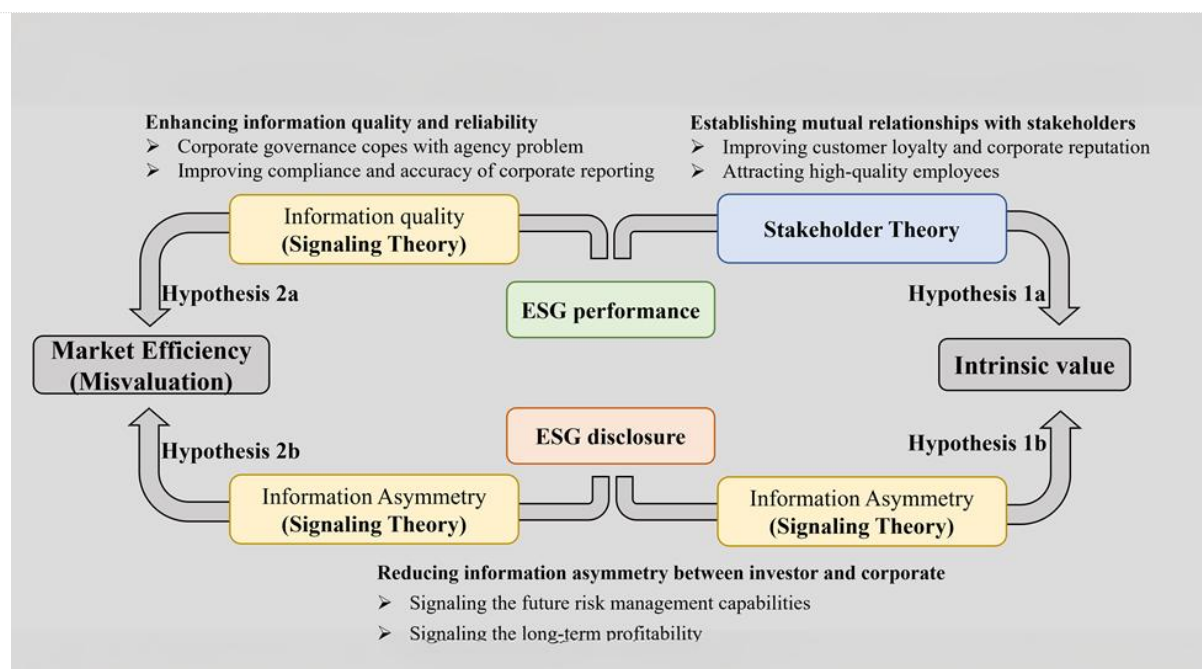 Enhancing information quality and reliability
➤ Corporate governance copes with agency problem
➤ Improving compliance and accuracy of corporate reporting
Establishing mutual relationships with stakeholders
➤ Improving customer loyalty and corporate reputation
➤ Attracting high-quality employees
Information quality
(Signaling Theory)
Stakeholder Theory
Hypothesis 2a
ESG performance
Hypothesis 1a
Market Efficiency
(Misvaluation)
Intrinsic value
ESG disclosure
Hypothesis 2b
Hypothesis 1b
Information Asymmetry
(Signaling Theory)
Information Asymmetry
(Signaling Theory)
Reducing information asymmetry between investor and corporate
➤ Signaling the future risk management capabilities
➤ Signaling the long-term profitability